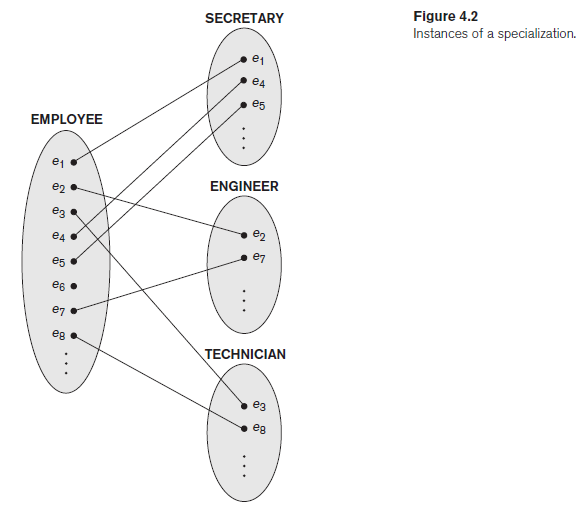 SECRETARY
e1
e4
e5
EMPLOYEE
e1
e2
e3
e4
e5
e6
e7
e8
ENGINEER
e2
e7
TECHNICIAN
e3
e8
Figure 4.2
Instances of a specialization.